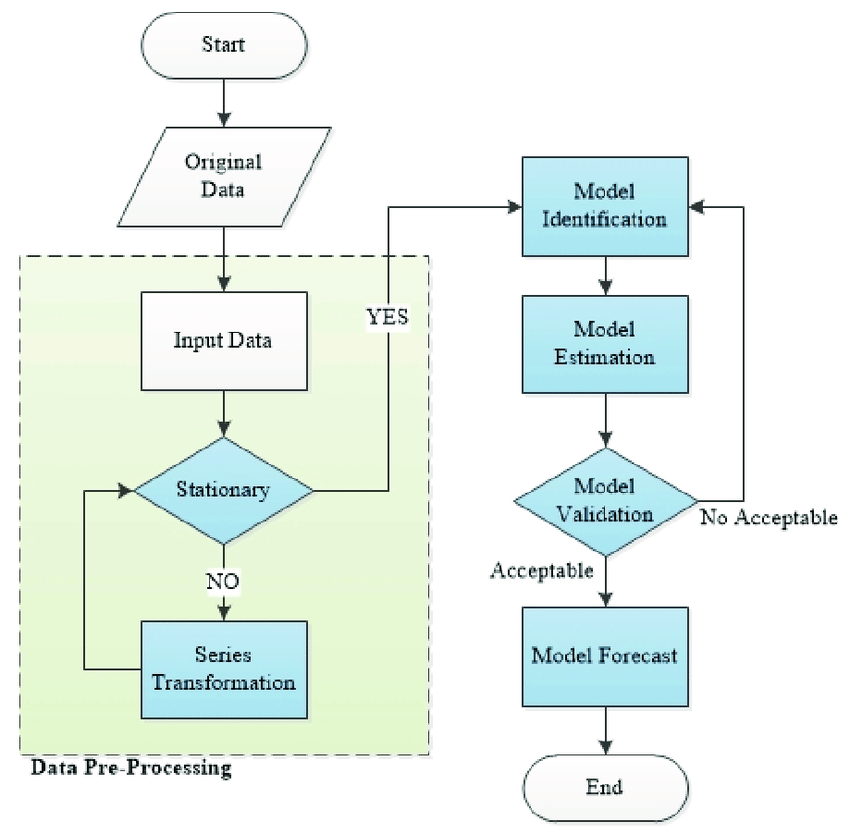 Start
Original
Data
Input Data
YES
Stationary
NO
Series
Transformation
Data Pre-Processing
Model
Identification
Model
Estimation
Model
Validation
No Acceptable
Acceptable
Model Forecast
End